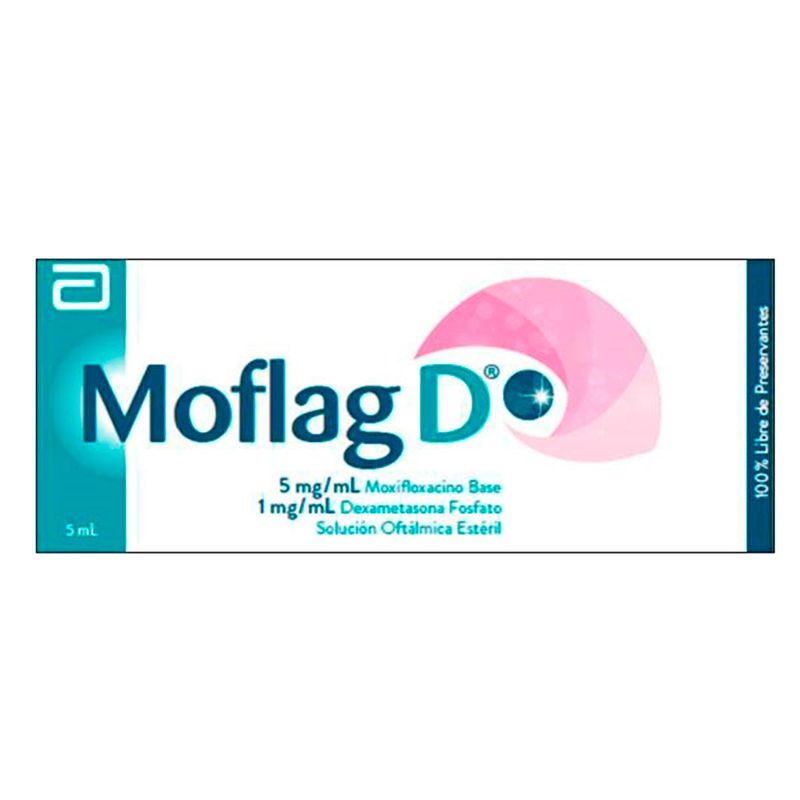 Moflag D®
5 mg/mL Moxifloxacino Base
1 mg/mL Dexametasona Fosfato
Solución Oftálmica Estéril
5 mL
100% Libre de Preservantes